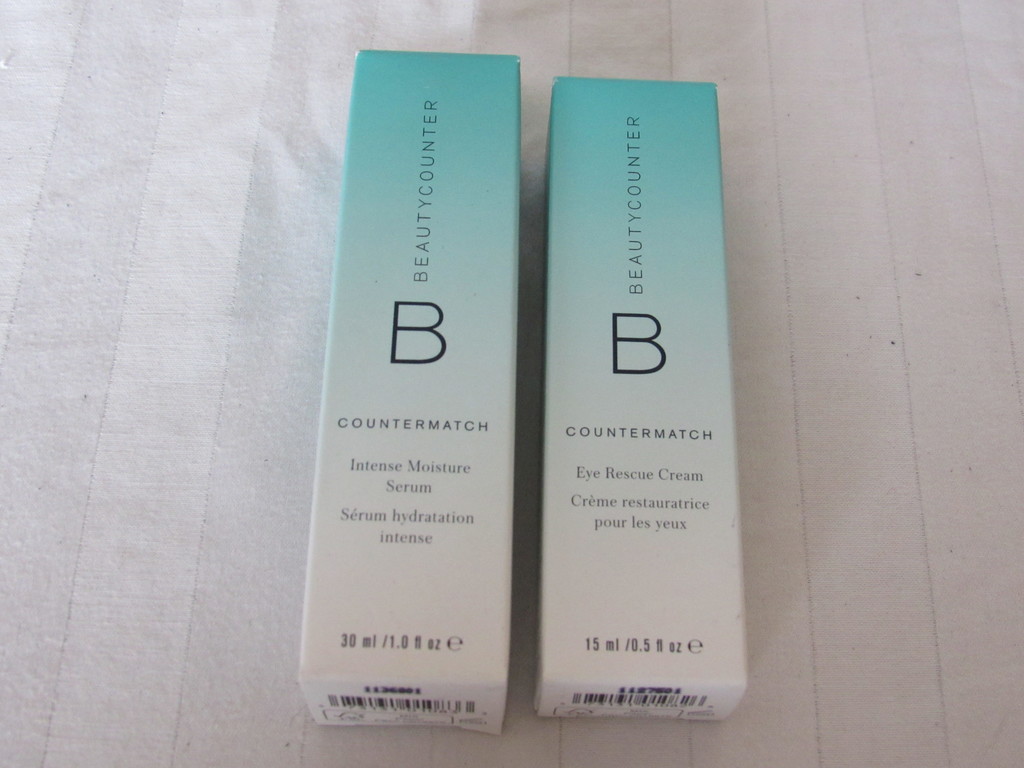 BEAUTYCOUNTER
B
COUNTERMATCH
Intense Moisture
Serum
Sérum hydratation
intense
30 ml /1.0 fl oz ℮
BEAUTYCOUNTER
B
COUNTERMATCH
Eye Rescue Cream
Crème restauratrice
pour les yeux
15 ml /0.5 fl oz ℮